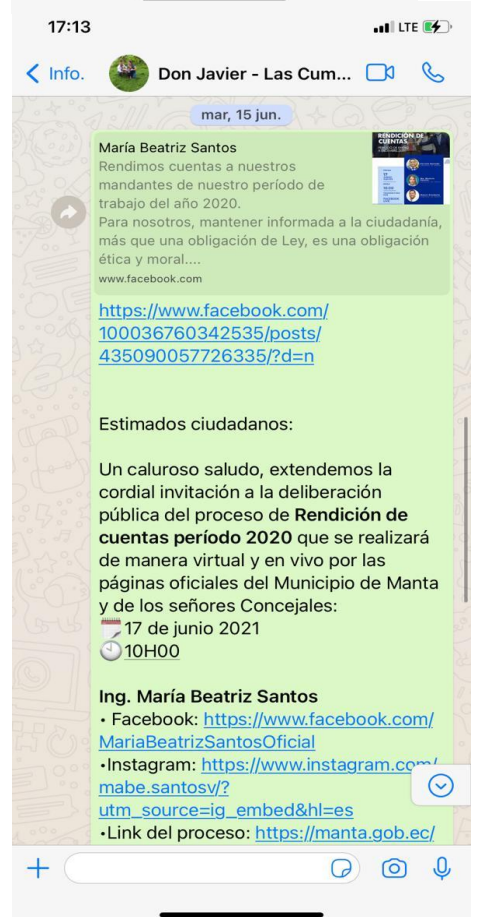 17:13
LTE
Info.
Don Javier - Las Cum...
mar, 15 jun.
María Beatriz Santos
Rendimos cuentas a nuestros
mandantes de nuestro período de
trabajo del año 2020.
Para nosotros, mantener informada a la ciudadanía,
más que una obligación de Ley, es una obligación
ética y moral....
www.facebook.com
RENDICIÓN DE
CUENTAS
https://www.facebook.com/
100036760342535/posts/
435090057726335/?d=n
Estimados ciudadanos:
Un caluroso saludo, extendemos la
cordial invitación a la deliberación
pública del proceso de Rendición de
cuentas período 2020 que se realizará
de manera virtual y en vivo por las
páginas oficiales del Municipio de Manta
y de los señores Concejales:
17 de junio 2021
10H00
Ing. María Beatriz Santos
• Facebook: https://www.facebook.com/
MariaBeatrizSantosOficial
•Instagram: https://www.instagram.com/
mabe.santosv/?
utm_source=ig_embed&hl=es
•Link del proceso: https://manta.gob.ec/